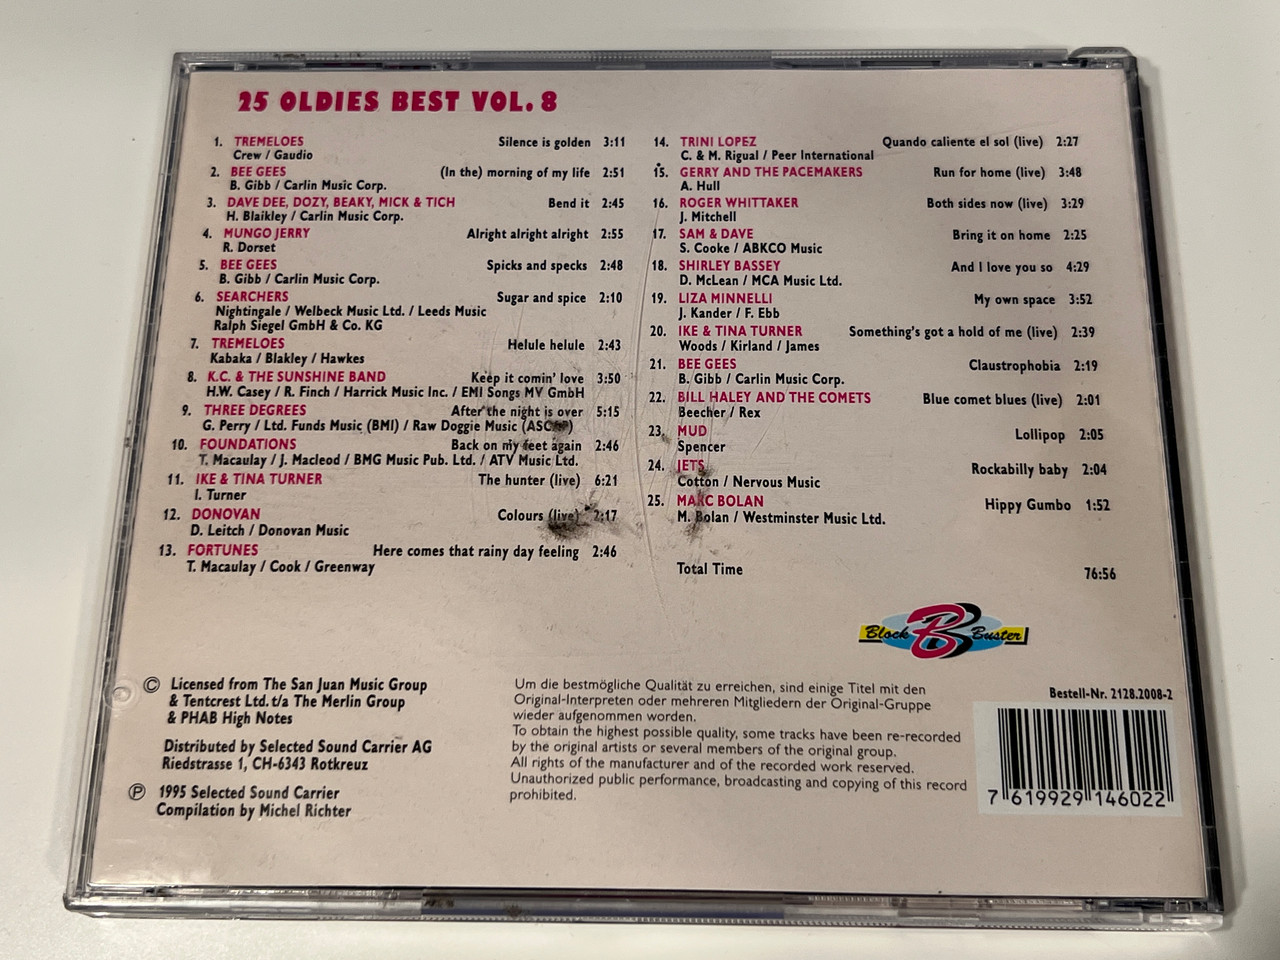 25 OLDIES BEST VOL. 8
1. TREMELOES Silence is golden 3:11
Crew / Gaudio
2. BEE GEES (In the) morning of my life 2:51
B. Gibb / Carlin Music Corp.
3. DAVE DEE, DOZY, BEAKY, MICK & TICH Bend it 2:45
H. Blaikley / Carlin Music Corp.
4. MUNGO JERRY Alright alright alright 2:55
R. Dorset
5. BEE GEES Spicks and specks 2:48
B. Gibb / Carlin Music Corp.
6. SEARCHERS Sugar and spice 2:10
Nightingale / Welbeck Music Ltd. / Leeds Music
Ralph Siegel GmbH & Co. KG
7. TREMELOES Helule helule 2:43
Kabaka / Blakley / Hawkes
8. K.C. & THE SUNSHINE BAND Keep it comin' love 3:50
H.W. Casey / R. Finch / Harrick Music Inc. / EMI Songs MV GmbH
9. THREE DEGREES After the night is over 5:15
G. Perry / Ltd. Funds Music (BMI) / Raw Doggie Music (ASCAP)
10. FOUNDATIONS Back on my feet again 2:46
T. Macaulay / J. Macleod / BMG Music Pub. Ltd. / ATV Music Ltd.
11. IKE & TINA TURNER The hunter (live) 6:21
I. Turner
12. DONOVAN Colours (live) 2:17
D. Leitch / Donovan Music
13. FORTUNES Here comes that rainy day feeling 2:46
T. Macaulay / Cook / Greenway
14. TRINI LOPEZ Quando caliente el sol (live) 2:27
C. & M. Rigual / Peer International
15. GERRY AND THE PACEMAKERS Run for home (live) 3:48
A. Hull
16. ROGER WHITTAKER Both sides now (live) 3:29
J. Mitchell
17. SAM & DAVE Bring it on home 2:25
S. Cooke / ABKCO Music
18. SHIRLEY BASSEY And I love you so 4:29
D. McLean / MCA Music Ltd.
19. LIZA MINNELLI My own space 3:52
J. Kander / F. Ebb
20. IKE & TINA TURNER Something's got a hold of me (live) 2:39
Woods / Kirland / James
21. BEE GEES Claustrophobia 2:19
B. Gibb / Carlin Music Corp.
22. BILL HALEY AND THE COMETS Blue comet blues (live) 2:01
Beecher / Rex
23. MUD Lollipop 2:05
Spencer
24. JETS Rockabilly baby 2:04
Cotton / Nervous Music
25. MARC BOLAN Hippy Gumbo 1:52
M. Bolan / Westminster Music Ltd.
Total Time 76:56
Block B Buster
© Licensed from The San Juan Music Group
& Tentcrest Ltd. t/a The Merlin Group
& PHAB High Notes
Distributed by Selected Sound Carrier AG
Riedstrasse 1, CH-6343 Rotkreuz
℗ 1995 Selected Sound Carrier
Compilation by Michel Richter
Um die bestmögliche Qualität zu erreichen, sind einige Titel mit den
Original-Interpreten oder mehreren Mitgliedern der Original-Gruppe
wieder aufgenommen worden.
To obtain the highest possible quality, some tracks have been re-recorded
by the original artists or several members of the original group.
All rights of the manufacturer and of the recorded work reserved.
Unauthorized public performance, broadcasting and copying of this record
prohibited.
Bestell-Nr. 2128.2008-2
7 619929 146022